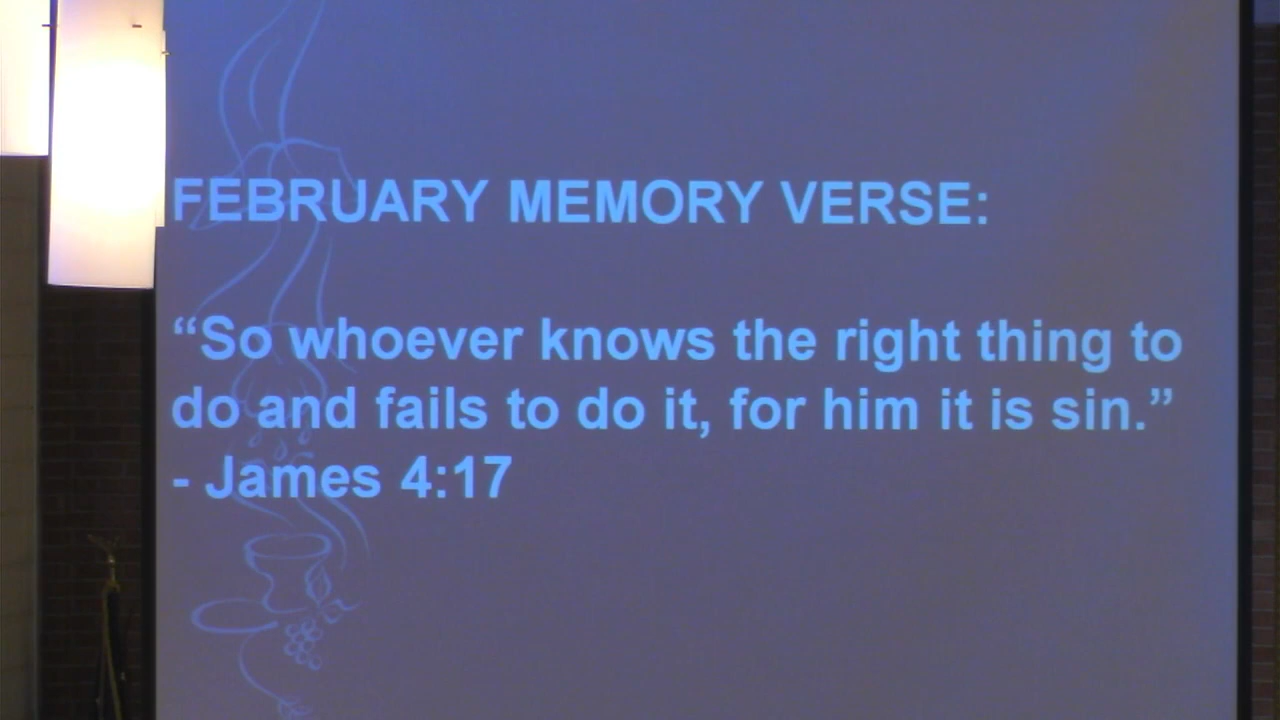 FEBRUARY MEMORY VERSE:
“So whoever knows the right thing to
do and fails to do it, for him it is sin.”
- James 4:17